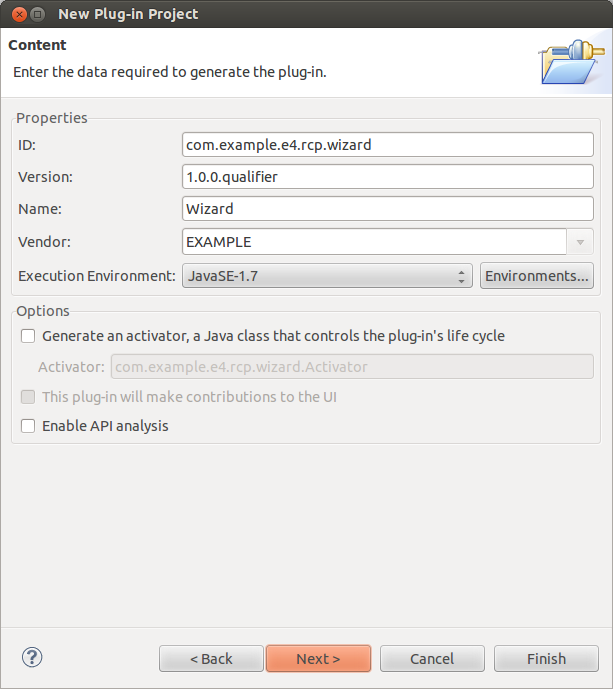 New Plug-in Project
Content
Enter the data required to generate the plug-in.
Properties
ID: com.example.e4.rcp.wizard
Version: 1.0.0.qualifier
Name: Wizard
Vendor: EXAMPLE
Execution Environment: JavaSE-1.7 Environments...
Options
Generate an activator, a Java class that controls the plug-in's life cycle
Activator: com.example.e4.rcp.wizard.Activator
This plug-in will make contributions to the UI
Enable API analysis
? < Back Next > Cancel Finish